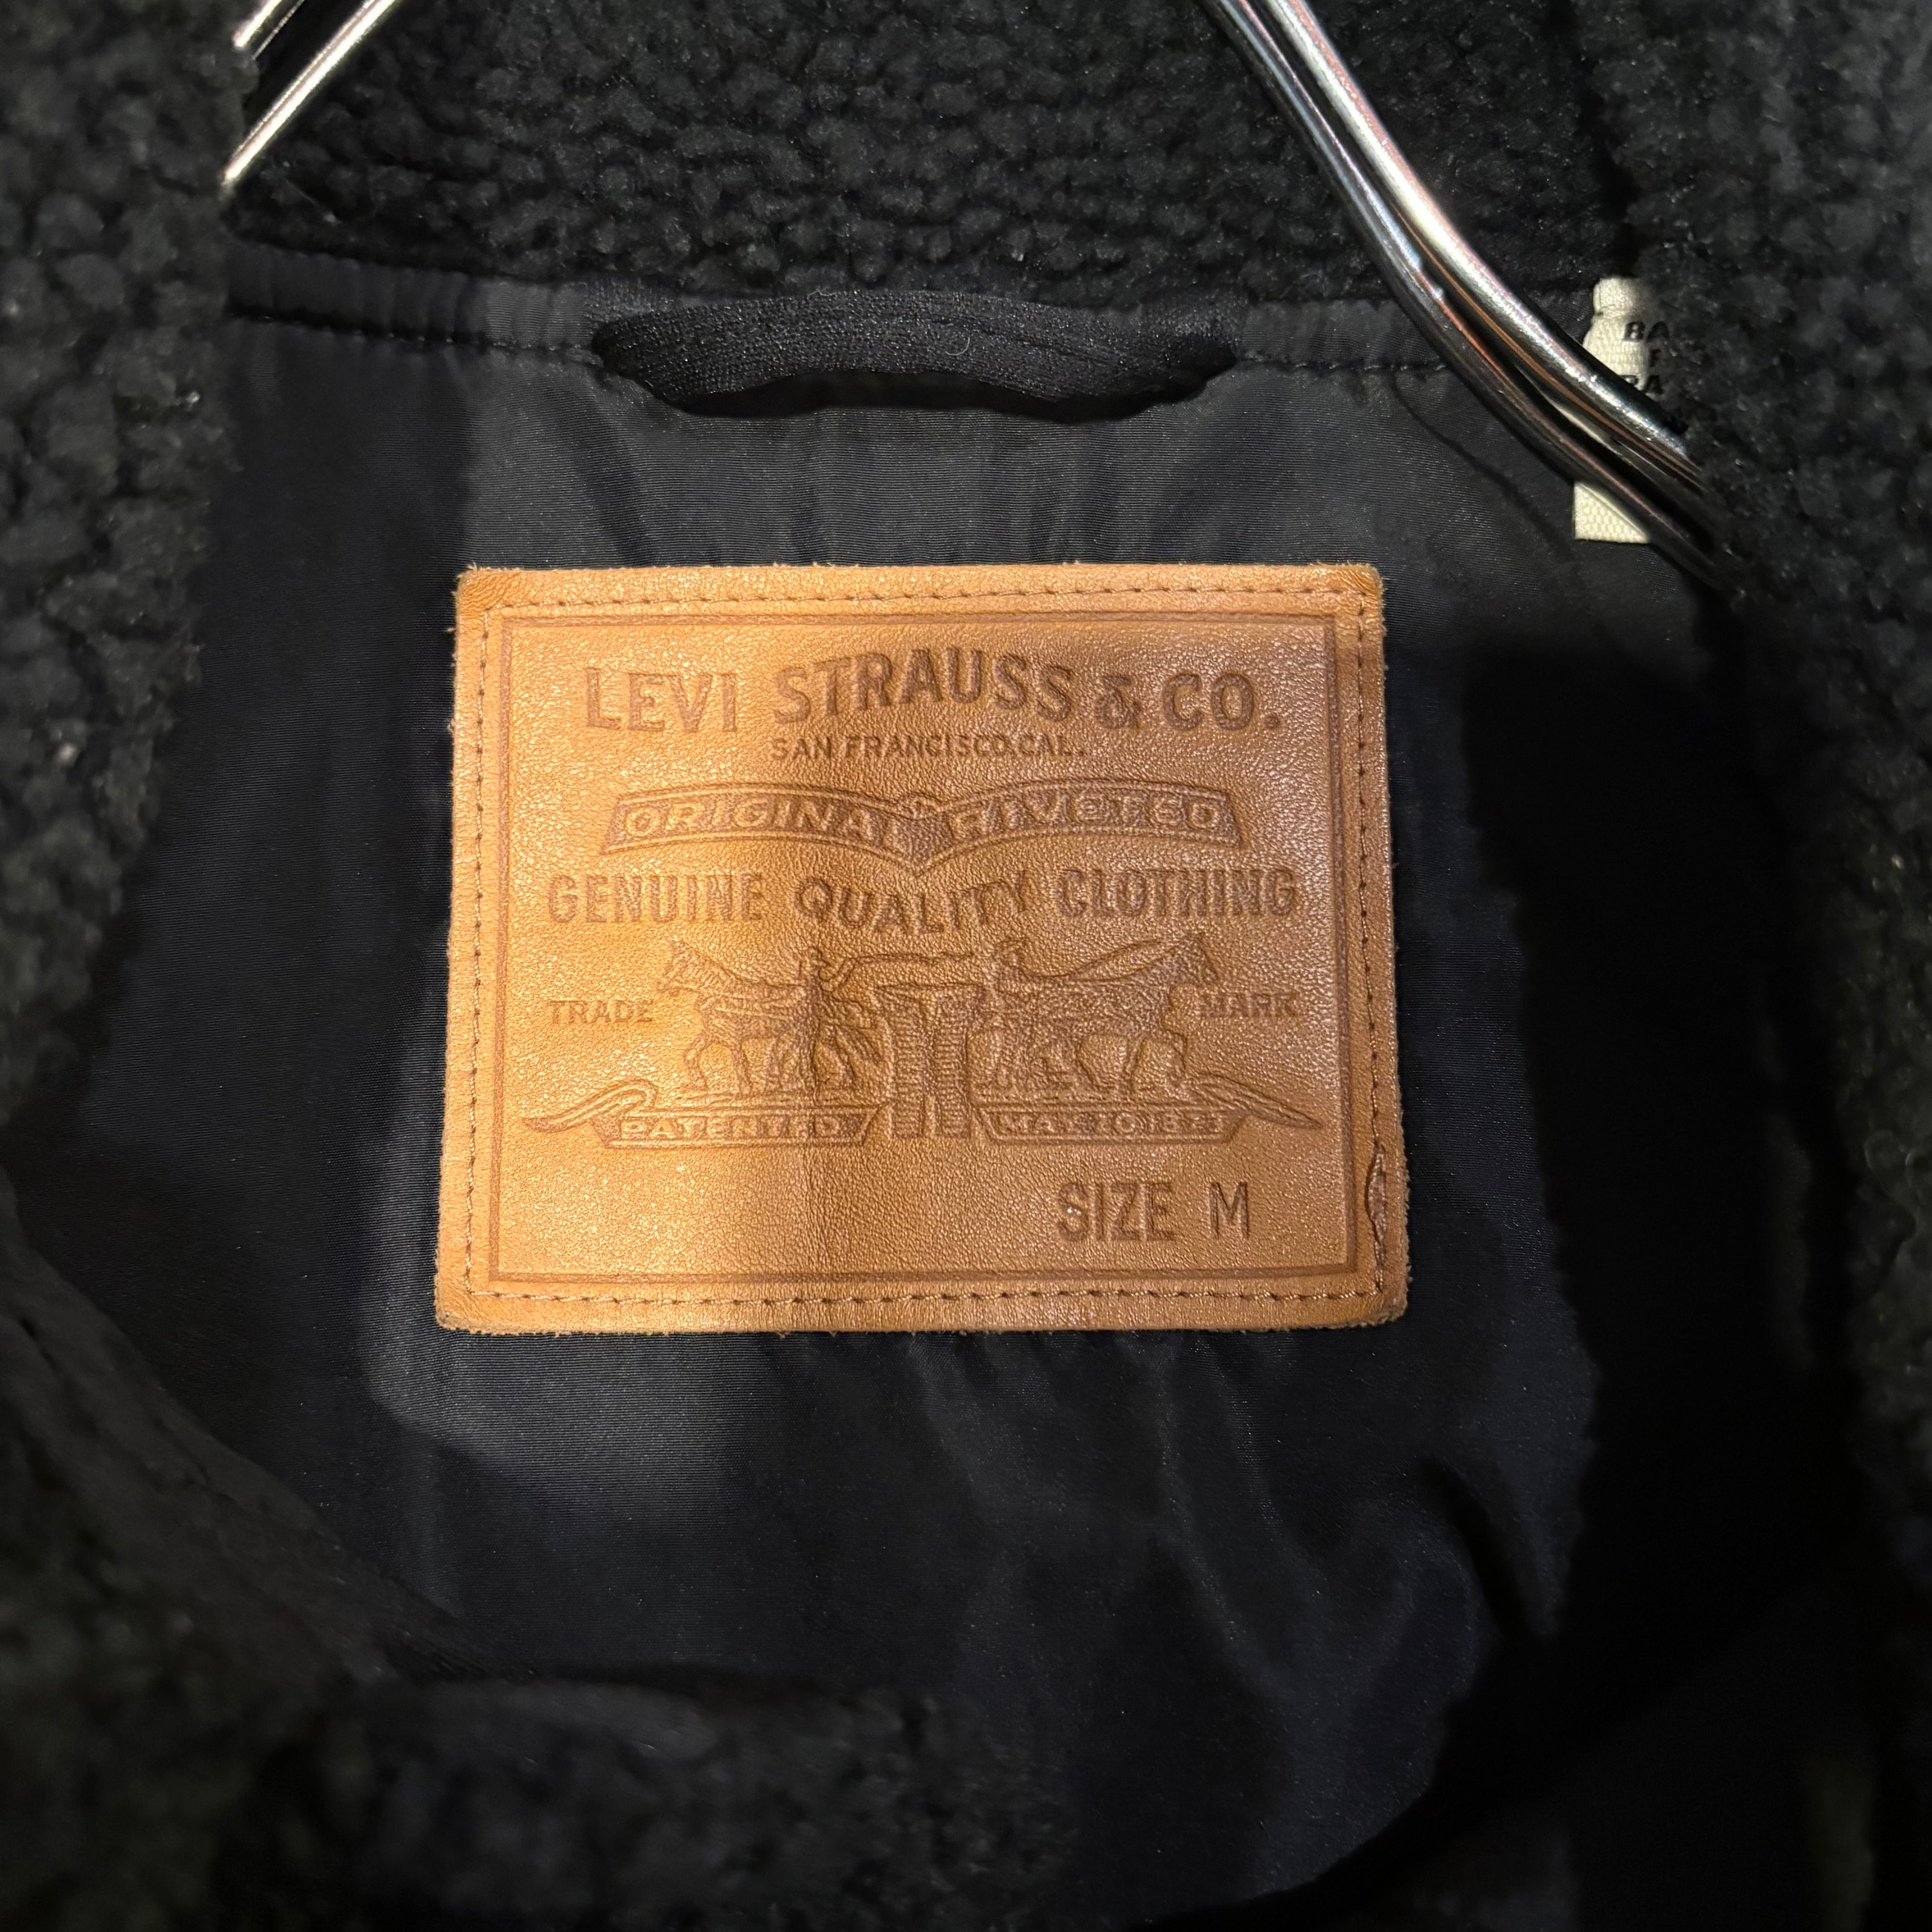 LEVI STRAUSS & CO.
SAN FRANCISCO, CAL.
ORIGINAL RIVETED
GENUINE QUALITY CLOTHING
TRADE MARK
PATENTED MAY 20 1873
SIZE M